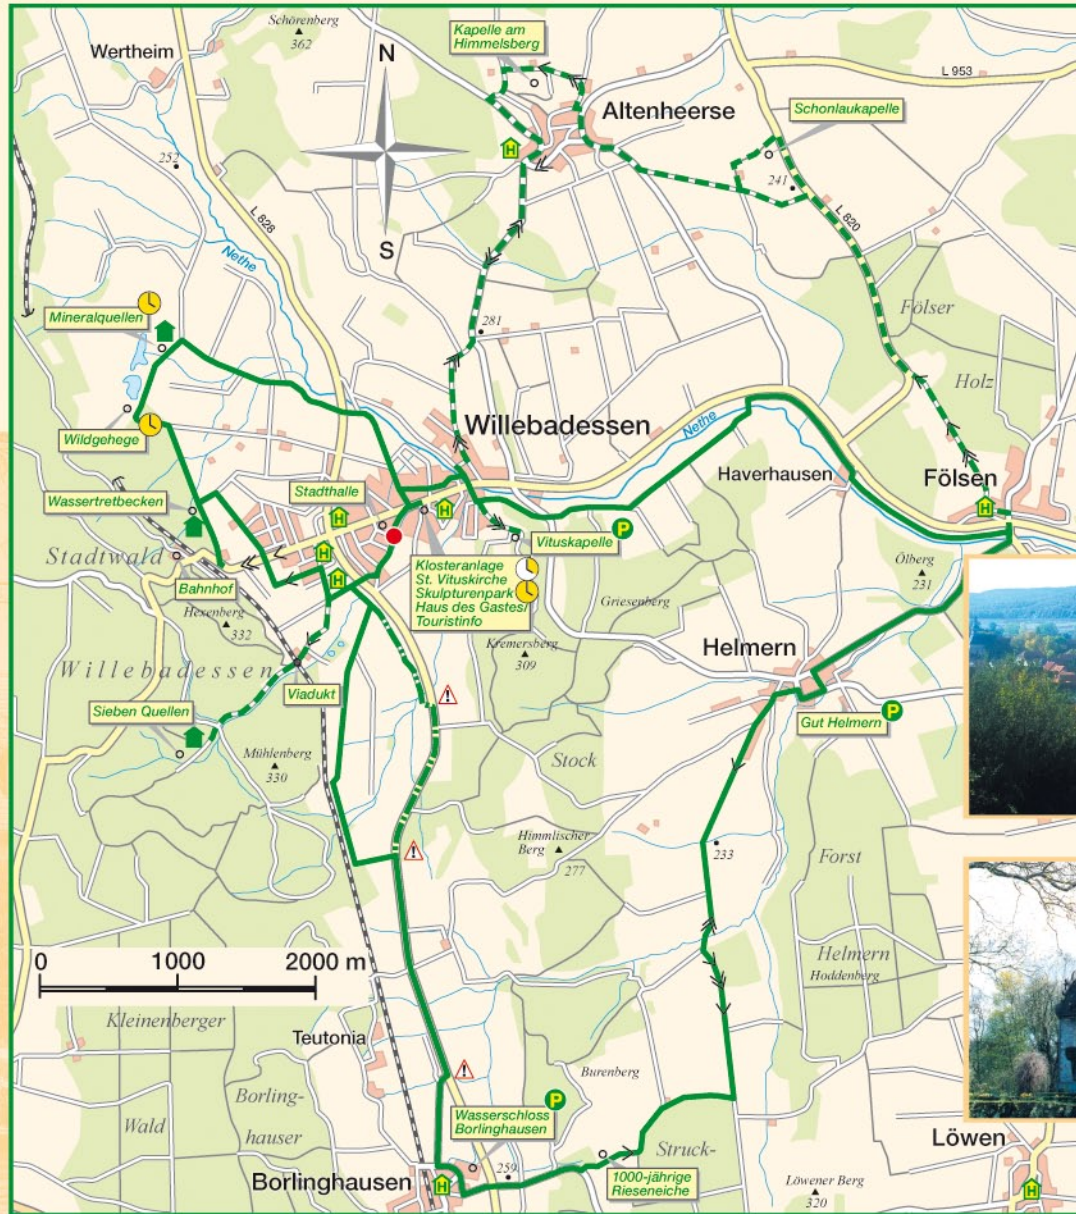 Schörenberg
362
Wertheim
Kapelle am
Himmelsberg
N
L 953
Altenheerse
Schonlaukapelle
H
252
241
L 828
L 820
S
Nethe
Fölser
Mineralquellen
281
Holz
Willebadessen
Nethe
Wildgehege
Haverhausen
Fölsen
Wassertretbecken
Stadthalle
H
H
H
P
Vituskapelle
Stadtwald
H
Klosteranlage
St. Vituskirche
Skulpturenpark
Haus des Gastes/
Touristinfo
Ölberg
231
Bahnhof
H
Griesenberg
Hexenberg
332
Kremersberg
309
Helmern
Willebadessen
Viadukt
!
P
Gut Helmern
Sieben Quellen
Mühlenberg
330
Stock
Himmlischer
Berg
277
!
233
Forst
0 1000 2000 m
Helmern
Hoddenberg
Kleinenberger
Teutonia
!
Burenberg
P
Wald
Borling-
hauser
Wasserschloss
Borlinghausen
Löwen
Struck-
Borlinghausen
H
259
1000-jährige
Rieseneiche
Löwener Berg
320
H